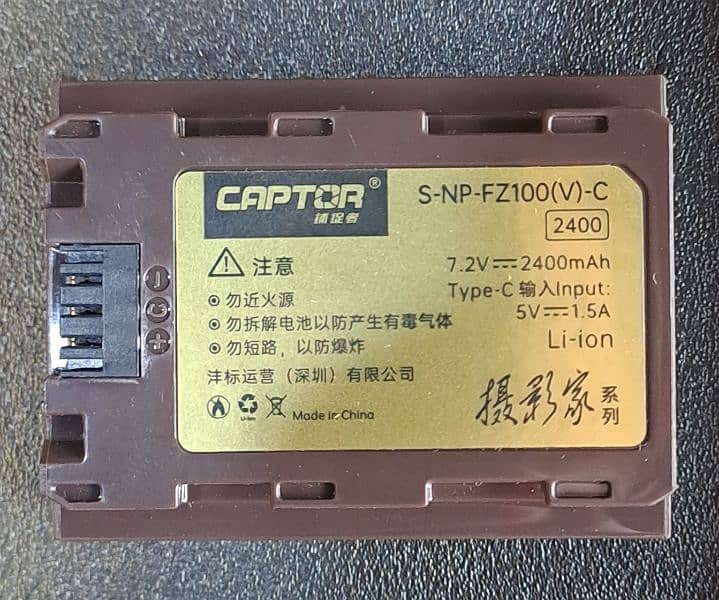 CAPTOR®
捕捉者
S-NP-FZ100(V)-C
2400
注意
7.2V⎓2400mAh
Type-C 输入Input:
5V⎓1.5A
Li-ion
勿近火源
勿拆解电池以防产生有毒气体
勿短路，以防爆炸
沣标运营（深圳）有限公司
Li-ion
Made in China
摄影家系列
− C +